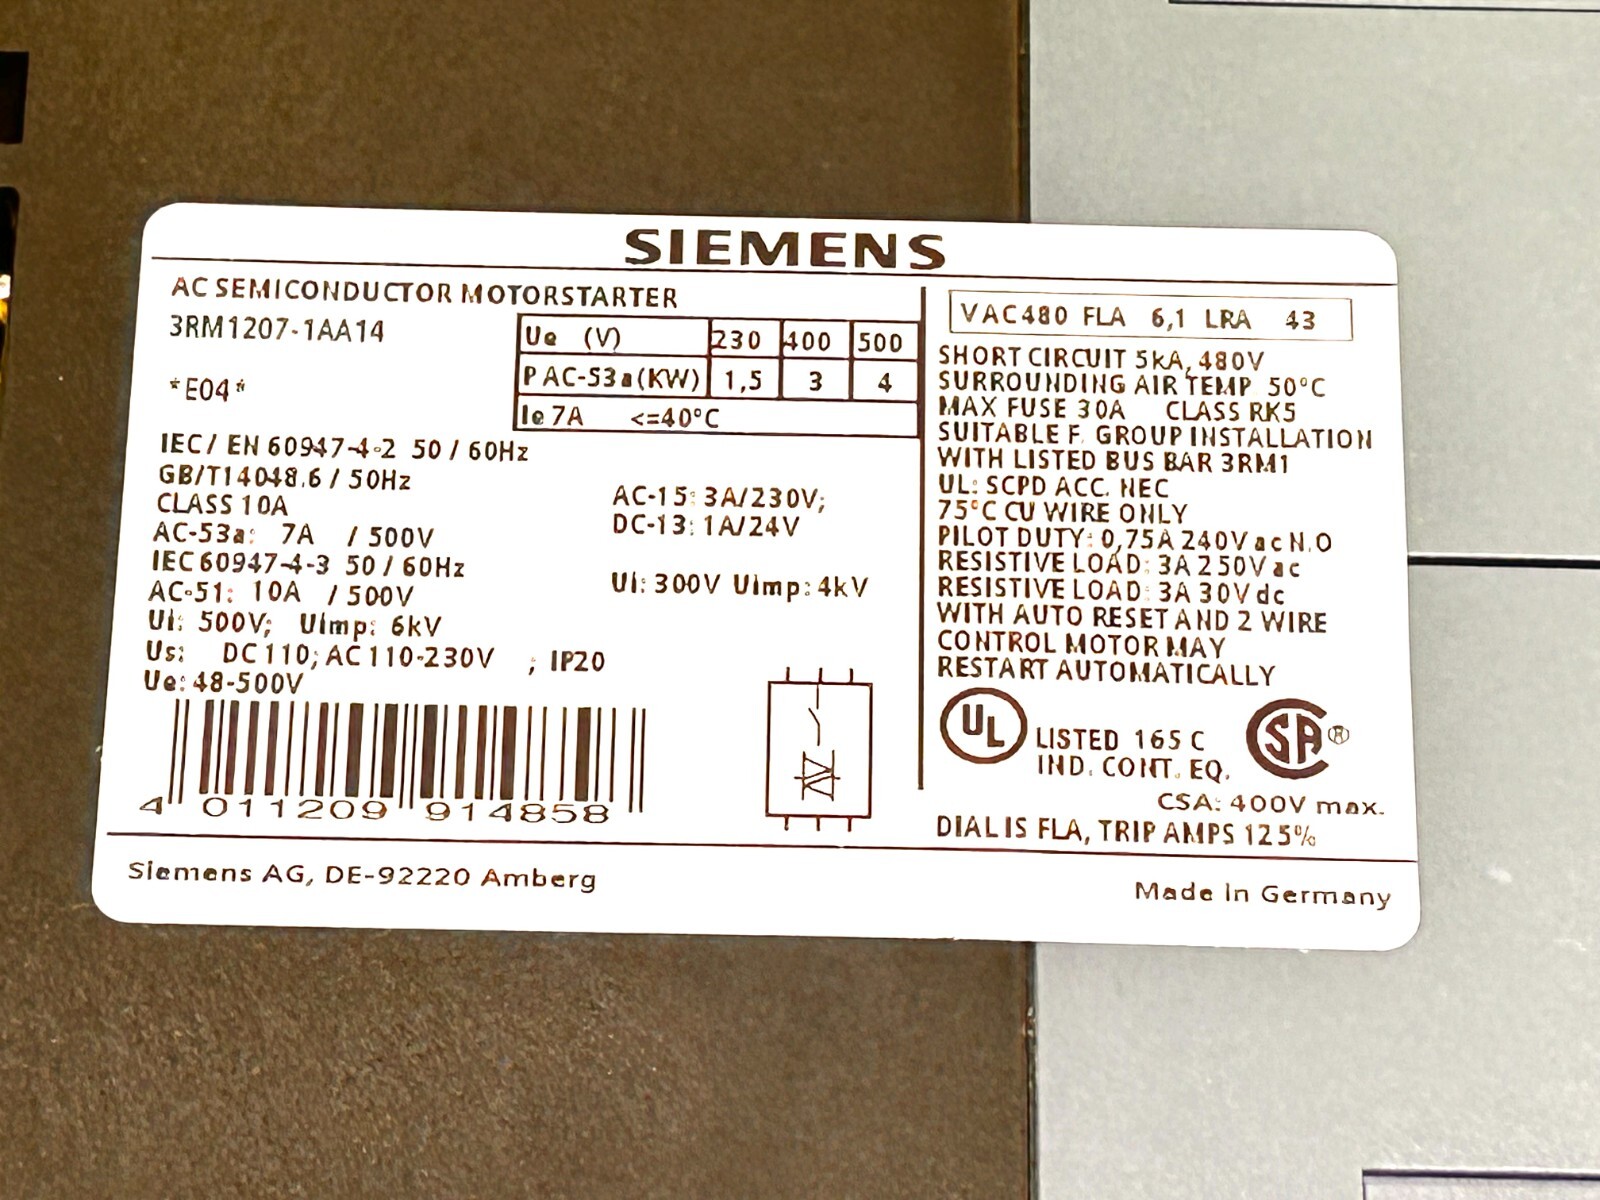 SIEMENS
AC SEMICONDUCTOR MOTORSTARTER
3RM1207-1AA14
*E04*
Ue (V) 230 400 500
P AC-53a(KW) 1,5 3 4
Ie 7A <=40°C
IEC/ EN 60947-4-2 50 / 60Hz
GB/T14048.6 / 50Hz
CLASS 10A
AC-53a: 7A / 500V
IEC 60947-4-3 50 / 60Hz
AC-51: 10A / 500V
Ui: 500V; Uimp: 6kV
Us: DC110; AC110-230V ; IP20
Ue: 48-500V
AC-15: 3A/230V;
DC-13: 1A/24V
Ui: 300V Uimp: 4kV
4 011209 914858
VAC480 FLA 6,1 LRA 43
SHORT CIRCUIT 5kA, 480V
SURROUNDING AIR TEMP. 50°C
MAX FUSE 30A CLASS RK5
SUITABLE F. GROUP INSTALLATION
WITH LISTED BUS BAR 3RM1
UL: SCPD ACC. NEC
75°C CU WIRE ONLY
PILOT DUTY: 0,75A 240V ac N.O
RESISTIVE LOAD: 3A 250V ac
RESISTIVE LOAD: 3A 30V dc
WITH AUTO RESET AND 2 WIRE
CONTROL MOTOR MAY
RESTART AUTOMATICALLY
UL LISTED 165 C
IND. CONT. EQ.
SA ®
CSA: 400V max.
DIAL IS FLA, TRIP AMPS 125%
Siemens AG, DE-92220 Amberg
Made in Germany